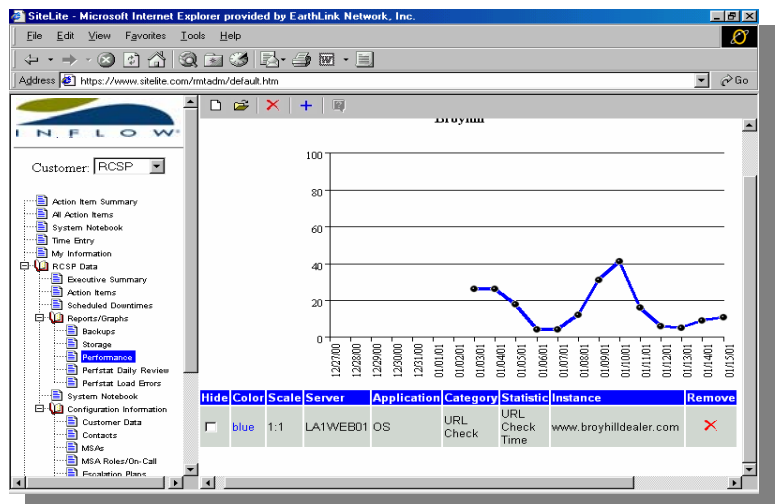 SiteLite - Microsoft Internet Explorer provided by EarthLink Network, Inc.
File Edit View Favorites Tools Help
Address https://www.sitelite.com/rmtadm/default.htm Go
INFLOW
Customer: RCSP
Action Item Summary
All Action Items
System Notebook
Time Entry
My Information
RCSP Data
Executive Summary
Action Items
Scheduled Downtimes
Reports/Graphs
Backups
Storage
Performance
Perfstat Daily Review
Perfstat Load Errors
System Notebook
Configuration Information
Customer Data
Contacts
MSAs
MSA Roles/On-Call
Escalation Plans
Broyhill
100
80
60
40
20
0
12/27/00
12/28/00
12/29/00
12/30/00
12/31/00
01/01/01
01/02/01
01/03/01
01/04/01
01/05/01
01/06/01
01/07/01
01/08/01
01/09/01
01/10/01
01/11/01
01/12/01
01/13/01
01/14/01
01/15/01
Hide Color Scale Server Application Category Statistic Instance Remove
blue 1:1 LA1WEB01 OS URL Check URL Check Time www.broyhilldealer.com